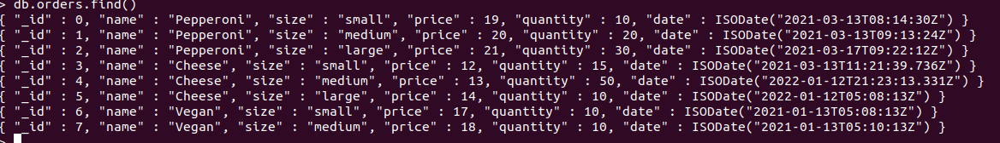 > db.orders.find()
{ "_id" : 0, "name" : "Pepperoni", "size" : "small", "price" : 19, "quantity" : 10, "date" : ISODate("2021-03-13T08:14:30Z") }
{ "_id" : 1, "name" : "Pepperoni", "size" : "medium", "price" : 20, "quantity" : 20, "date" : ISODate("2021-03-13T09:13:24Z") }
{ "_id" : 2, "name" : "Pepperoni", "size" : "large", "price" : 21, "quantity" : 30, "date" : ISODate("2021-03-17T09:22:12Z") }
{ "_id" : 3, "name" : "Cheese", "size" : "small", "price" : 12, "quantity" : 15, "date" : ISODate("2021-03-13T11:21:39.736Z") }
{ "_id" : 4, "name" : "Cheese", "size" : "medium", "price" : 13, "quantity" : 50, "date" : ISODate("2022-01-12T21:23:13.331Z") }
{ "_id" : 5, "name" : "Cheese", "size" : "large", "price" : 14, "quantity" : 10, "date" : ISODate("2022-01-12T05:08:13Z") }
{ "_id" : 6, "name" : "Vegan", "size" : "small", "price" : 17, "quantity" : 10, "date" : ISODate("2021-01-13T05:08:13Z") }
{ "_id" : 7, "name" : "Vegan", "size" : "medium", "price" : 18, "quantity" : 10, "date" : ISODate("2021-01-13T05:10:13Z") }
>